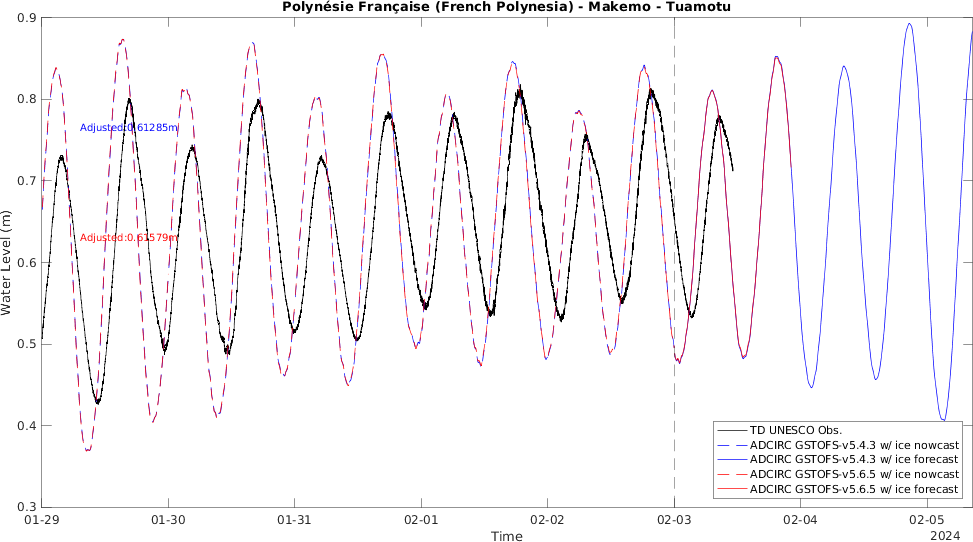 Polynésie Française (French Polynesia) - Makemo - Tuamotu
0.9
0.8
0.7
0.6
0.5
0.4
0.3
Water Level (m)
Adjusted:0.61285m
Adjusted:0.61579m
TD UNESCO Obs.
ADCIRC GSTOFS-v5.4.3 w/ ice nowcast
ADCIRC GSTOFS-v5.4.3 w/ ice forecast
ADCIRC GSTOFS-v5.6.5 w/ ice nowcast
ADCIRC GSTOFS-v5.6.5 w/ ice forecast
01-29 01-30 01-31 02-01 02-02 02-03 02-04 02-05
Time
2024